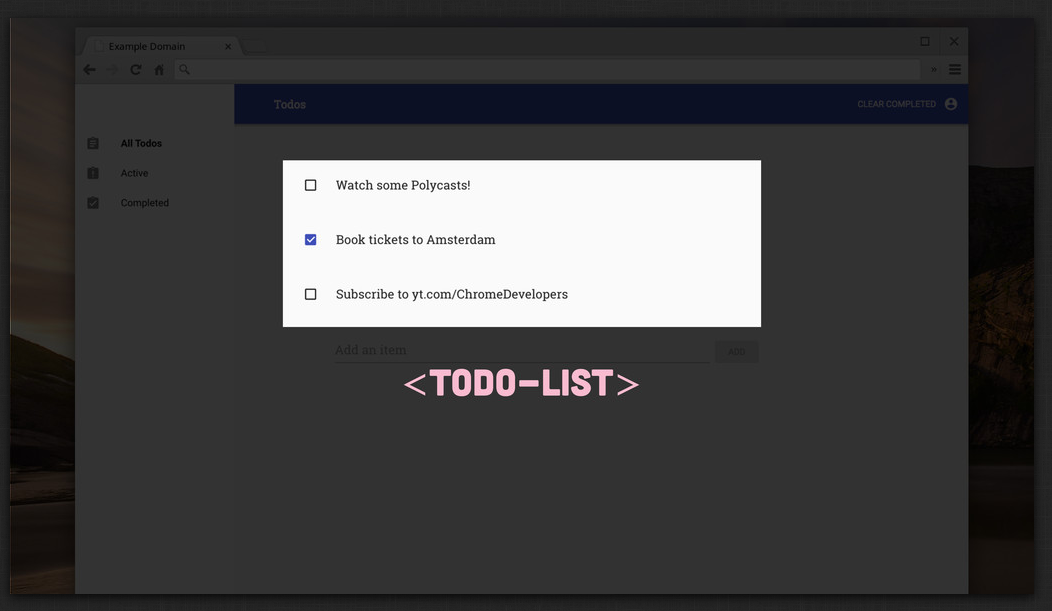 Example Domain
Todos
CLEAR COMPLETED
All Todos
Active
Completed
Watch some Polycasts!
Book tickets to Amsterdam
Subscribe to yt.com/ChromeDevelopers
Add an item
ADD
<TODO-LIST>